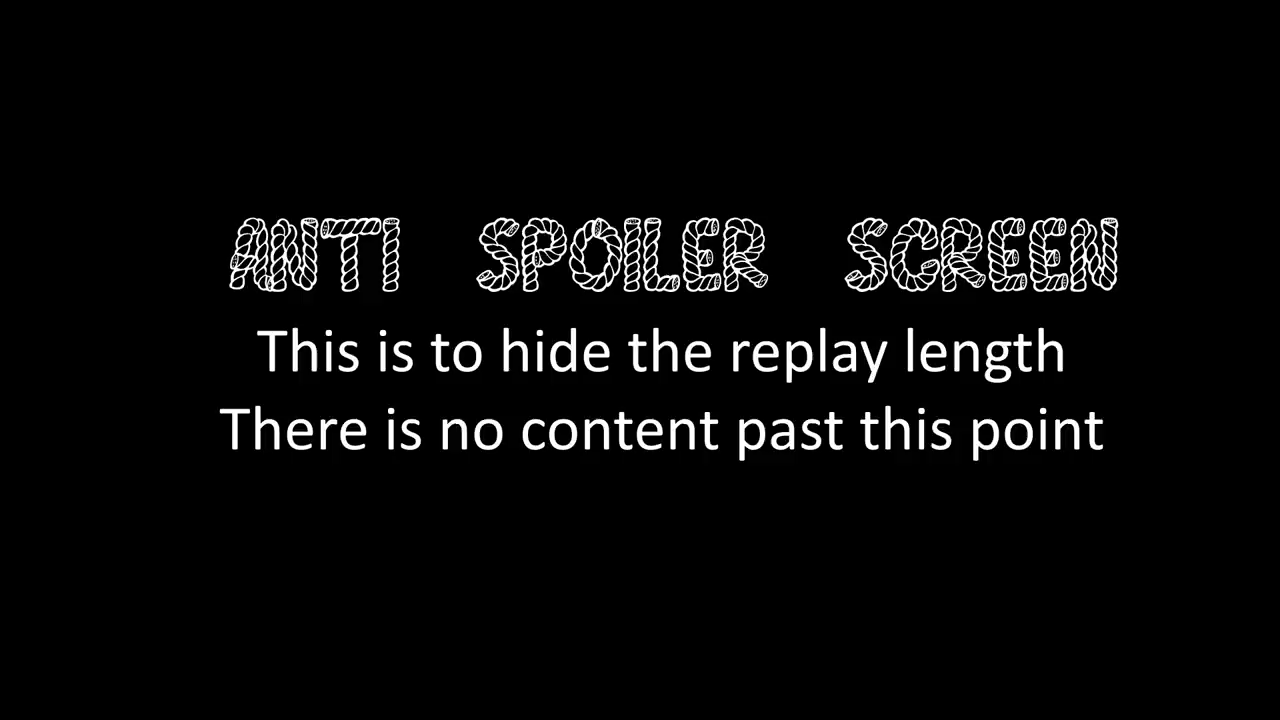 ANTI SPOILER SCREEN
This is to hide the replay length
There is no content past this point